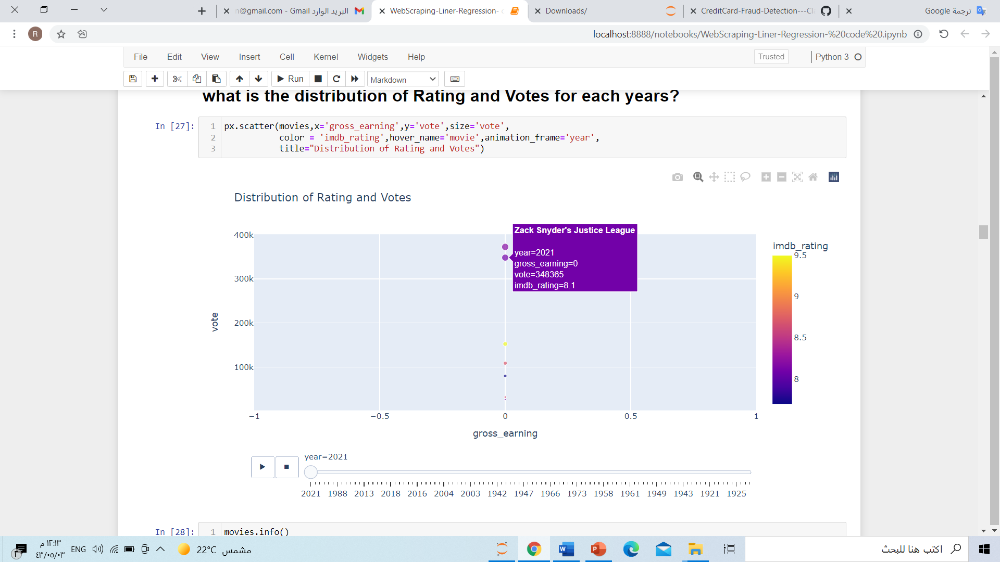 n@gmail.com - Gmail البريد الوارد
WebScraping-Liner-Regression-
Downloads/
CreditCard-Fraud-Detection---Cl
ترجمة Google
R
localhost:8888/notebooks/WebScraping-Liner-Regression-%20code%20.ipynb
File Edit View Insert Cell Kernel Widgets Help
Trusted
Python 3
Run
Markdown
what is the distribution of Rating and Votes for each years?
In [27]:
1 px.scatter(movies,x='gross_earning',y='vote',size='vote',
2 color = 'imdb_rating',hover_name='movie',animation_frame='year',
3 title="Distribution of Rating and Votes")
Distribution of Rating and Votes
400k
300k
200k
100k
vote
Zack Snyder's Justice League
year=2021
gross_earning=0
vote=348365
imdb_rating=8.1
imdb_rating
9.5
9
8.5
8
−1 −0.5 0 0.5 1
gross_earning
year=2021
2021 1988 2013 2018 2016 2004 2003 1942 1947 1966 1973 1958 1961 1949 1943 1921 1925
In [28]:
1 movies.info()
١٢:١٣ م
٤٣/٠٥/٠٣
٣
ENG
22°C مشمس
اكتب هنا للبحث